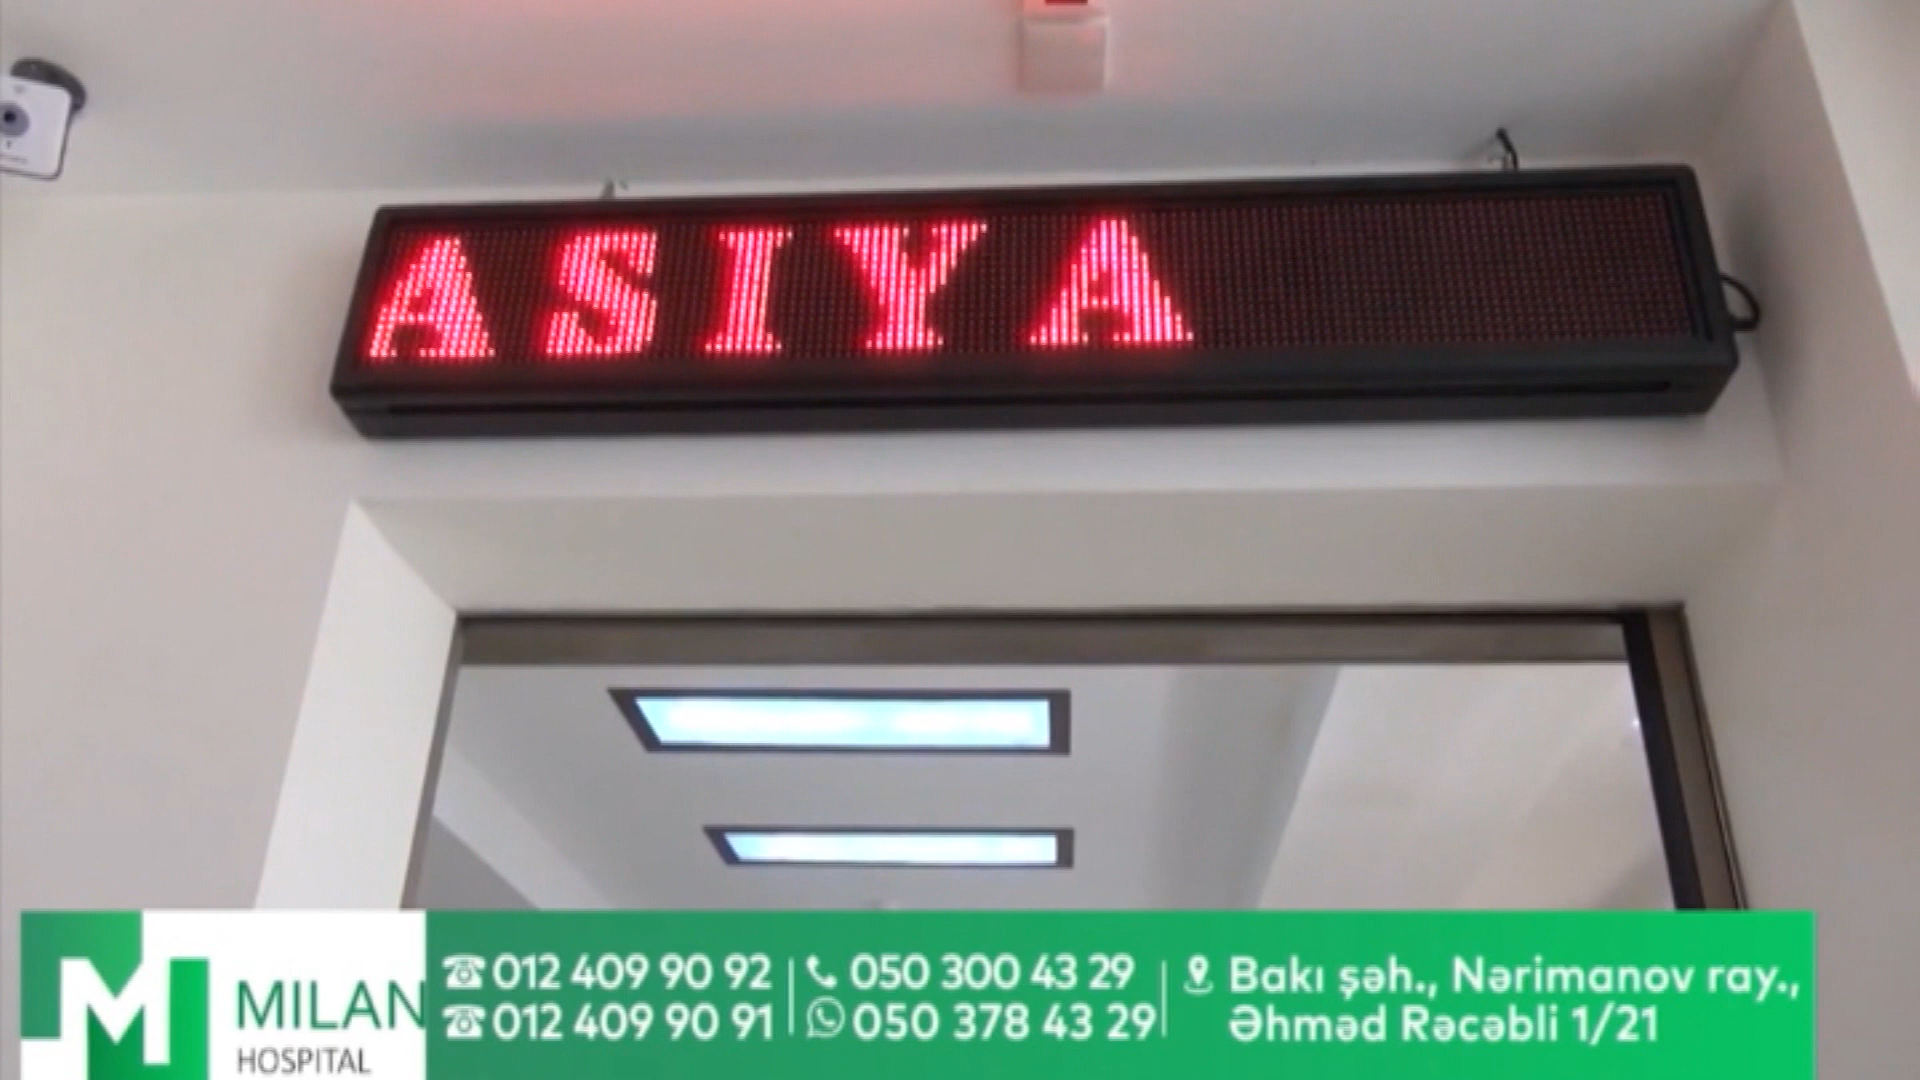 ASIYA
MILAN
HOSPITAL
012 409 90 92
012 409 90 91
050 300 43 29
050 378 43 29
Bakı şəh., Nərimanov ray.,
Əhməd Rəcəbli 1/21